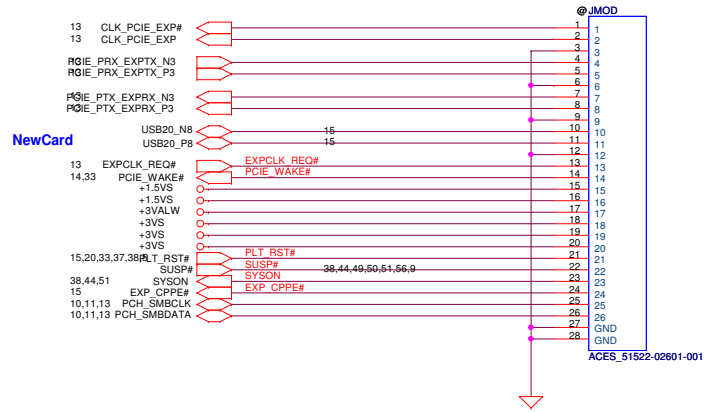 @ JMOD
13 CLK_PCIE_EXP# 1 1
13 CLK_PCIE_EXP 2 2
3 3
13 PCIE_PRX_EXPTX_N3 4 4
13 PCIE_PRX_EXPTX_P3 5 5
6 6
13 PCIE_PTX_EXPRX_N3 7 7
13 PCIE_PTX_EXPRX_P3 8 8
9 9
USB20_N8 15 10 10
NewCard
USB20_P8 15 11 11
12 12
13 EXPCLK_REQ# EXPCLK_REQ# 13 13
14,33 PCIE_WAKE# PCIE_WAKE# 14 14
+1.5VS 15 15
+1.5VS 16 16
+3VALW 17 17
+3VS 18 18
+3VS 19 19
+3VS 20 20
15,20,33,37,38, PLT_RST# PLT_RST# 21 21
SUSP# SUSP# 38,44,49,50,51,56,9 22 22
38,44,51 SYSON SYSON 23 23
15 EXP_CPPE# EXP_CPPE# 24 24
10,11,13 PCH_SMBCLK 25 25
10,11,13 PCH_SMBDATA 26 26
27 GND
28 GND
ACES_51522-02601-001